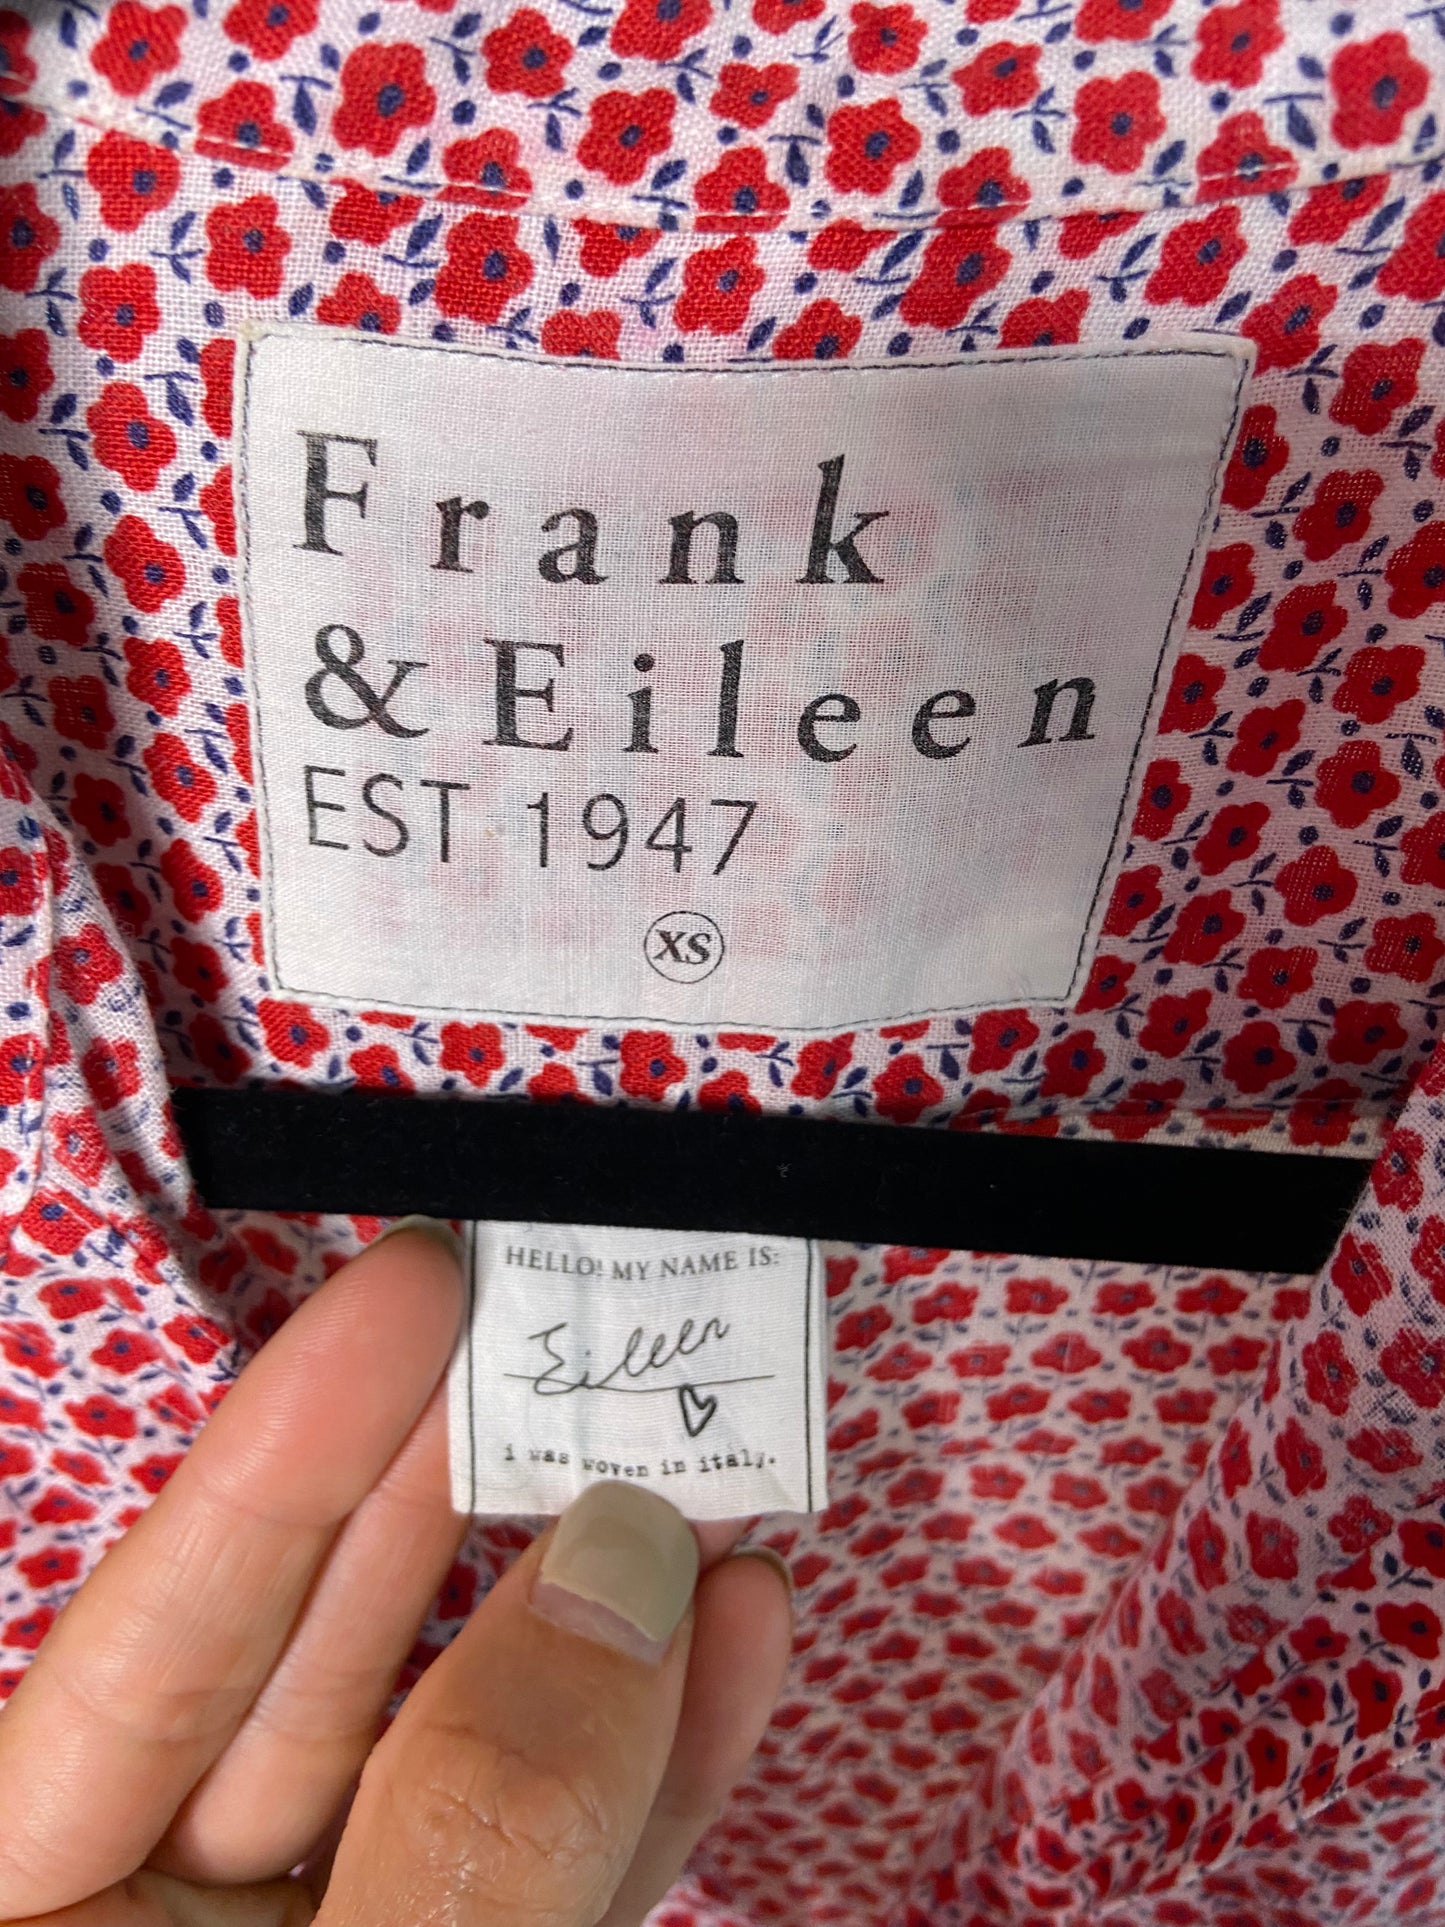 Frank
& Eileen
EST 1947
XS
HELLO! MY NAME IS:
Eileen
i was woven in italy.